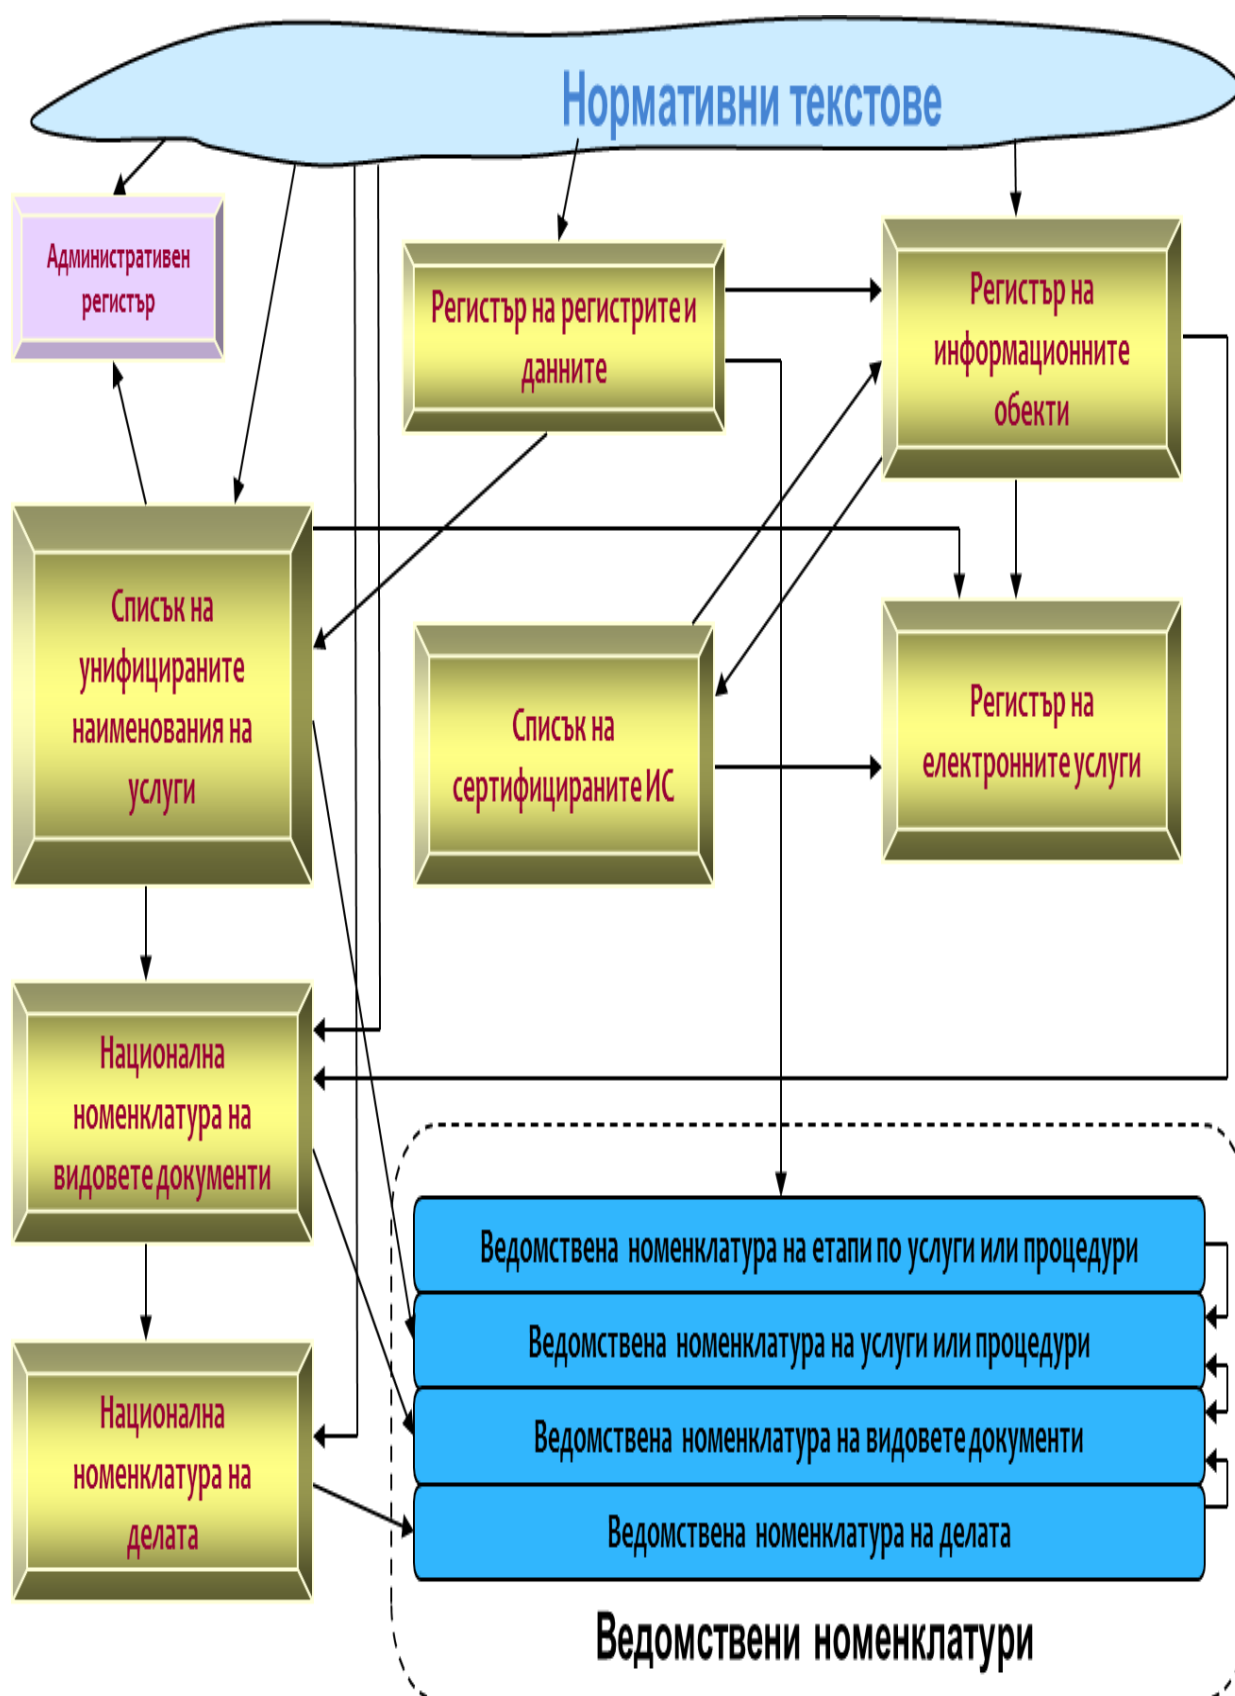 Нормативни текстове
Административен
регистър
Регистър на регистрите и
данните
Регистър на
информационните
обекти
Списък на
унифицираните
наименования на
услуги
Списък на
сертифицираните ИС
Регистър на
електронните услуги
Национална
номенклатура на
видовете документи
Национална
номенклатура на
делата
Ведомствена номенклатура на етапи по услуги или процедури
Ведомствена номенклатура на услуги или процедури
Ведомствена номенклатура на видовете документи
Ведомствена номенклатура на делата
Ведомствени номенклатури